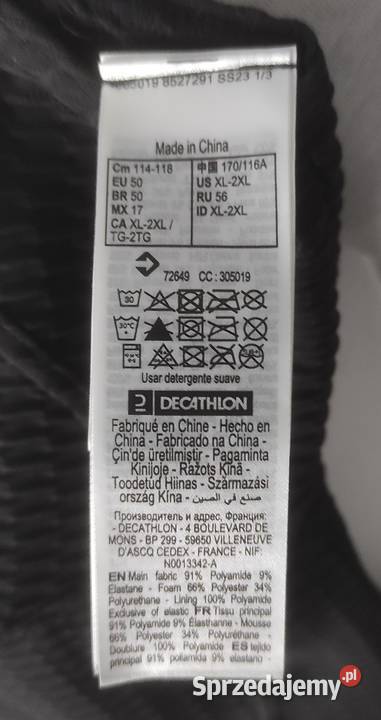 305019 8527291 SS23 1/3
Made in China
Cm 114-118
EU 50
BR 50
MX 17
CA XL-2XL /
TG-2TG
中国 170/116A
US XL-2XL
RU 56
ID XL-2XL
72649 CC : 305019
30
30°C
Usar detergente suave
DECATHLON
Fabriqué en Chine - Hecho en
China - Fabricado na China -
Çin'de üretilmiştir - Pagaminta
Kinijoje - Ražots Ķīnā -
Toodetud Hiinas - Származási
ország Kína - صنع في الصين
Производитель и адрес, Франция:
- DECATHLON - 4 BOULEVARD DE
MONS - BP 299 - 59650 VILLENEUVE
D'ASCQ CEDEX - FRANCE - NIF:
N0013342-A
EN Main fabric 91% Polyamide 9%
Elastane - Foam 66% Polyester 34%
Polyurethane - Lining 100% Polyamide
Exclusive of elastic FR Tissu principal
91% Polyamide 9% Élasthanne - Mousse
66% Polyester 34% Polyuréthane -
Doublure 100% Polyamide ES tejido
principal 91% poliamida 9% elastano -
Sprzedajemy.pl